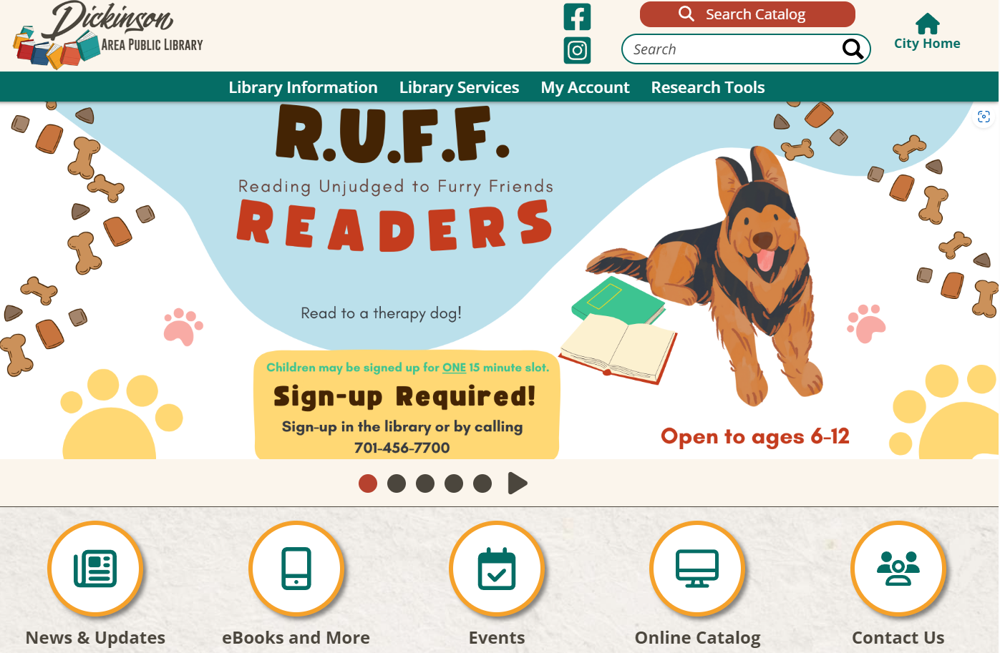 Dickinson
AREA PUBLIC LIBRARY
Search Catalog
Search
City Home
Library Information
Library Services
My Account
Research Tools
R.U.F.F.
Reading Unjudged to Furry Friends
READERS
Read to a therapy dog!
Children may be signed up for ONE 15 minute slot.
Sign-up Required!
Sign-up in the library or by calling
701-456-7700
Open to ages 6-12
News & Updates
eBooks and More
Events
Online Catalog
Contact Us